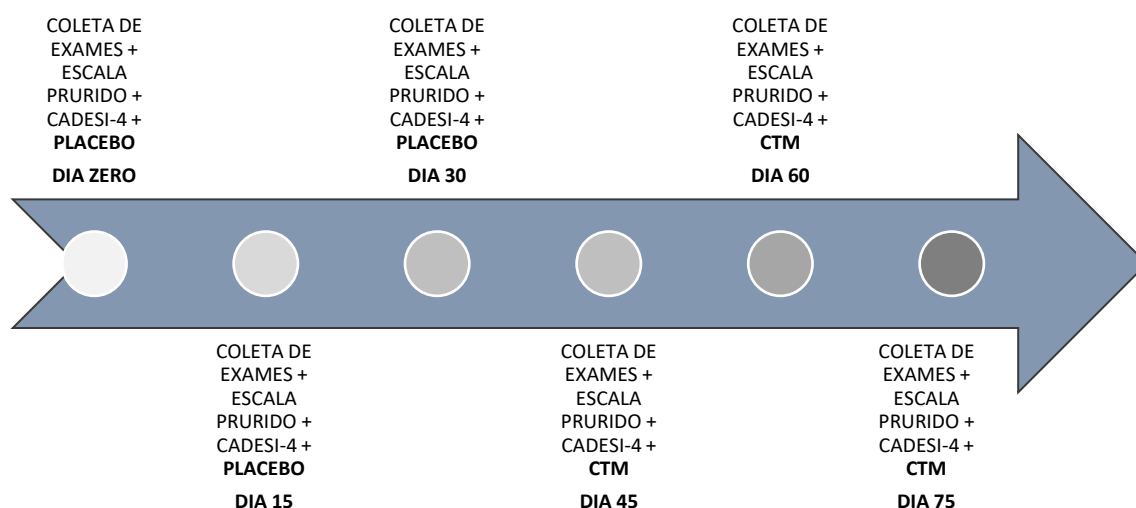 COLETA DE
EXAMES +
ESCALA
PRURIDO +
CADESI-4 +
PLACEBO
DIA ZERO
COLETA DE
EXAMES +
ESCALA
PRURIDO +
CADESI-4 +
PLACEBO
DIA 30
COLETA DE
EXAMES +
ESCALA
PRURIDO +
CADESI-4 +
CTM
DIA 60
COLETA DE
EXAMES +
ESCALA
PRURIDO +
CADESI-4 +
PLACEBO
DIA 15
COLETA DE
EXAMES +
ESCALA
PRURIDO +
CADESI-4 +
CTM
DIA 45
COLETA DE
EXAMES +
ESCALA
PRURIDO +
CADESI-4 +
CTM
DIA 75